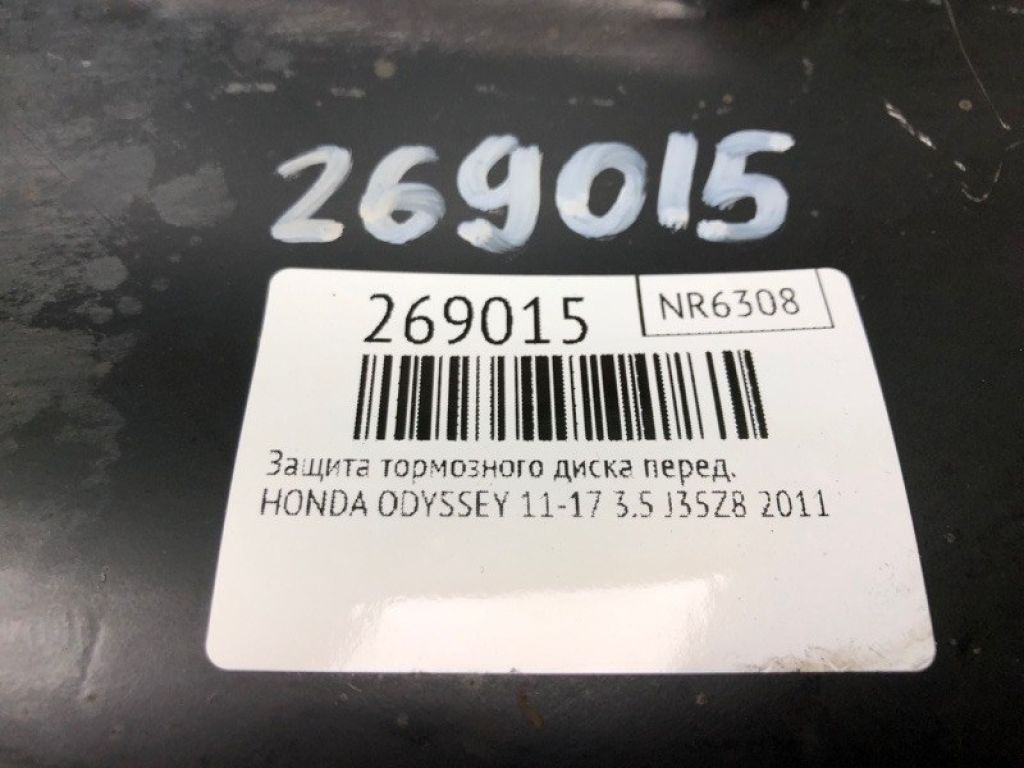 269015
269015
NR6308
Защита тормозного диска перед.
HONDA ODYSSEY 11-17 3.5 J35Z8 2011